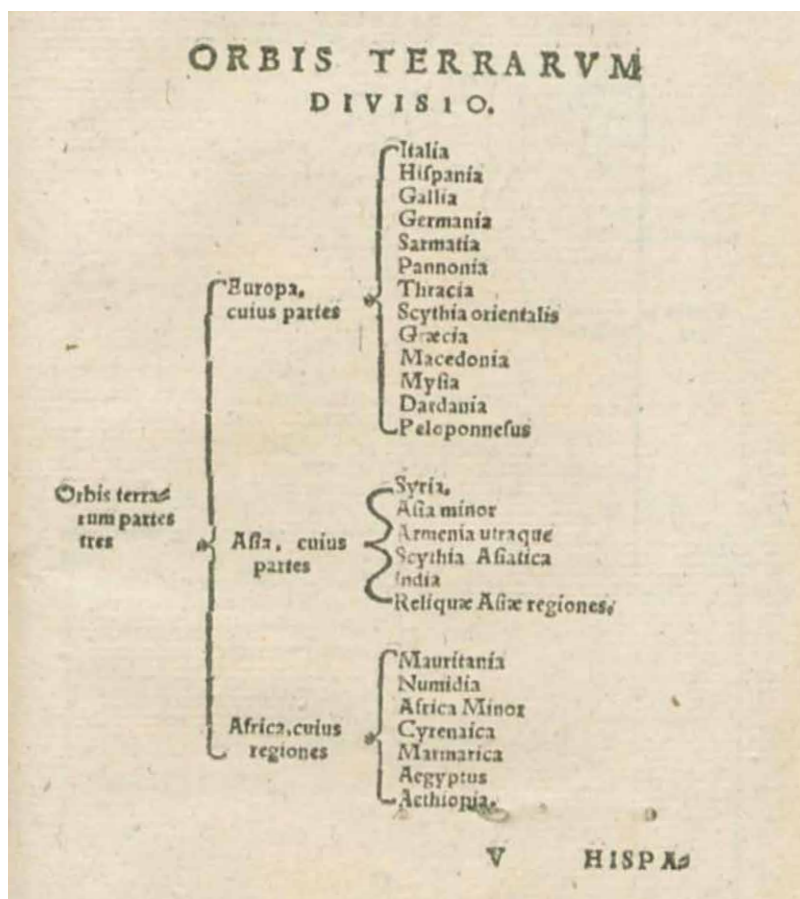 ORBIS TERRARVM
DIVISIO.
Orbis terra⸗
rum partes
tres
Europa,
cuius partes
Italia
Hiſpania
Gallia
Germania
Sarmatia
Pannonia
Thracia
Scythia orientalis
Græcia
Macedonia
Myſia
Dardania
Peloponneſus
Aſia, cuius
partes
Syria.
Aſia minor
Armenia utraque
Scythia Aſiatica
India
Reliquæ Aſiæ regiones.
Africa, cuius
regiones
Mauritania
Numidia
Africa Minor
Cyrenaica
Marmarica
Aegyptus
Aethiopia.
V HISPA⸗